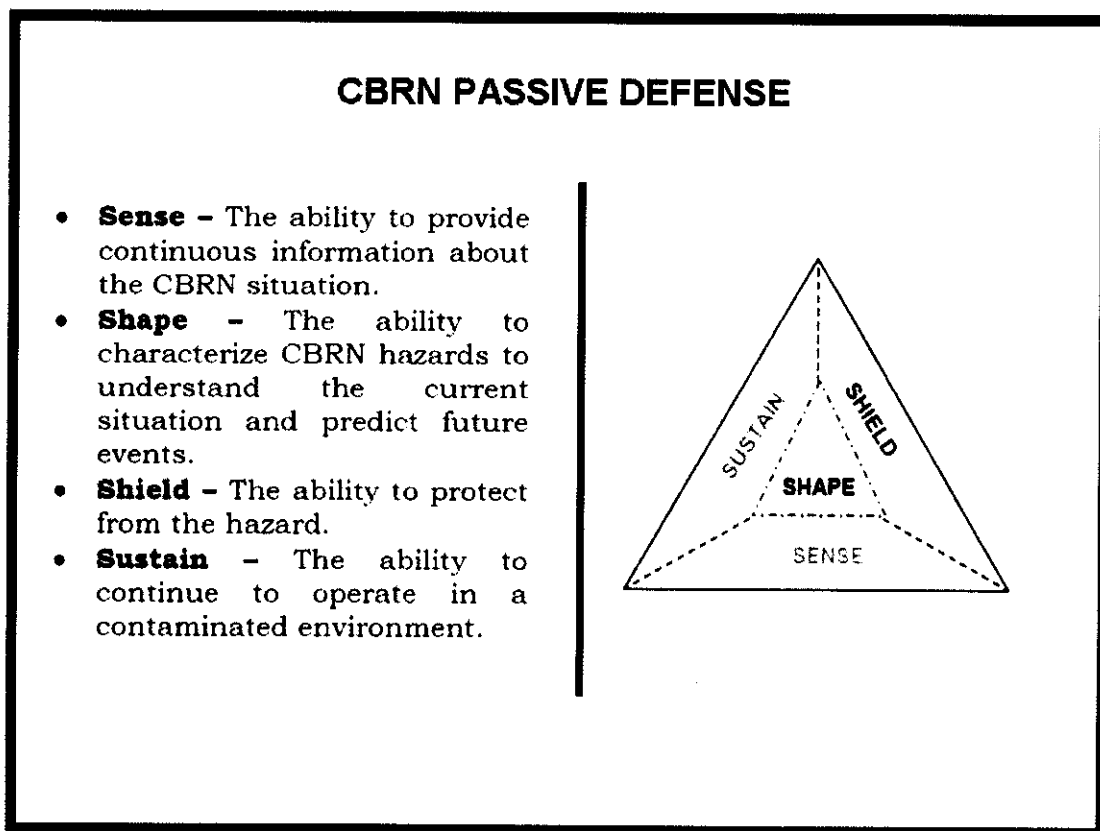 CBRN PASSIVE DEFENSE
• Sense – The ability to provide
continuous information about
the CBRN situation.
• Shape – The ability to
characterize CBRN hazards to
understand the current
situation and predict future
events.
• Shield – The ability to protect
from the hazard.
• Sustain – The ability to
continue to operate in a
contaminated environment.
SUSTAIN
SHIELD
SHAPE
SENSE